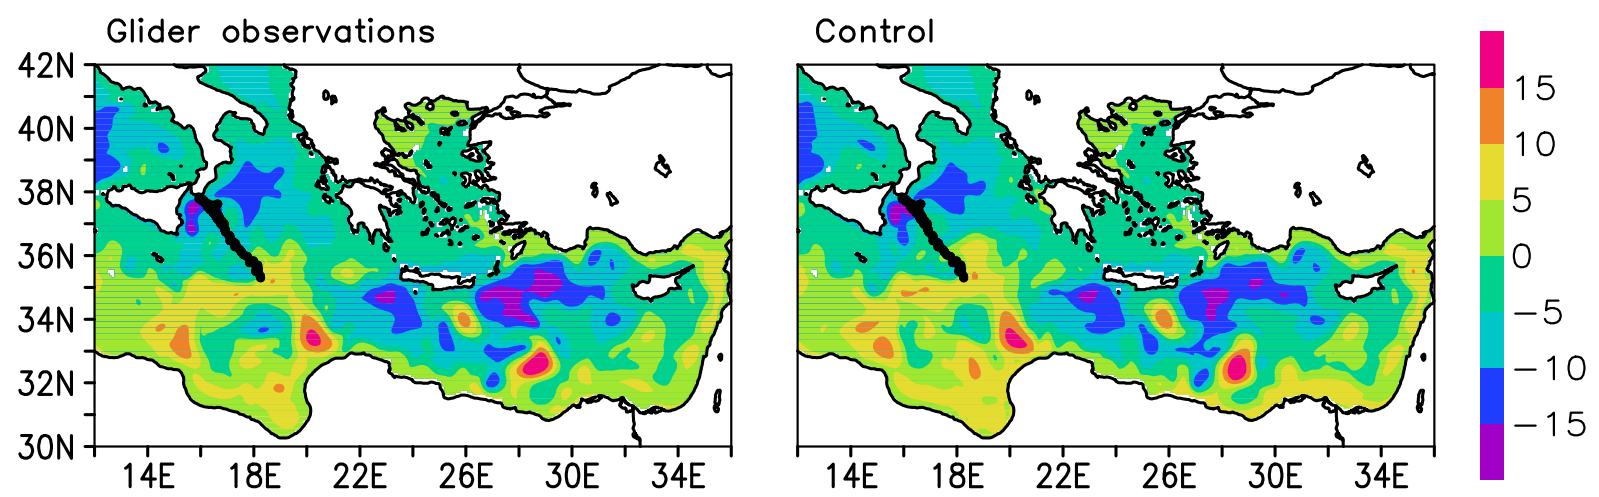 Glider observations
Control
42N
40N
38N
36N
34N
32N
30N
14E 18E 22E 26E 30E 34E
14E 18E 22E 26E 30E 34E
15
10
5
0
−5
−10
−15